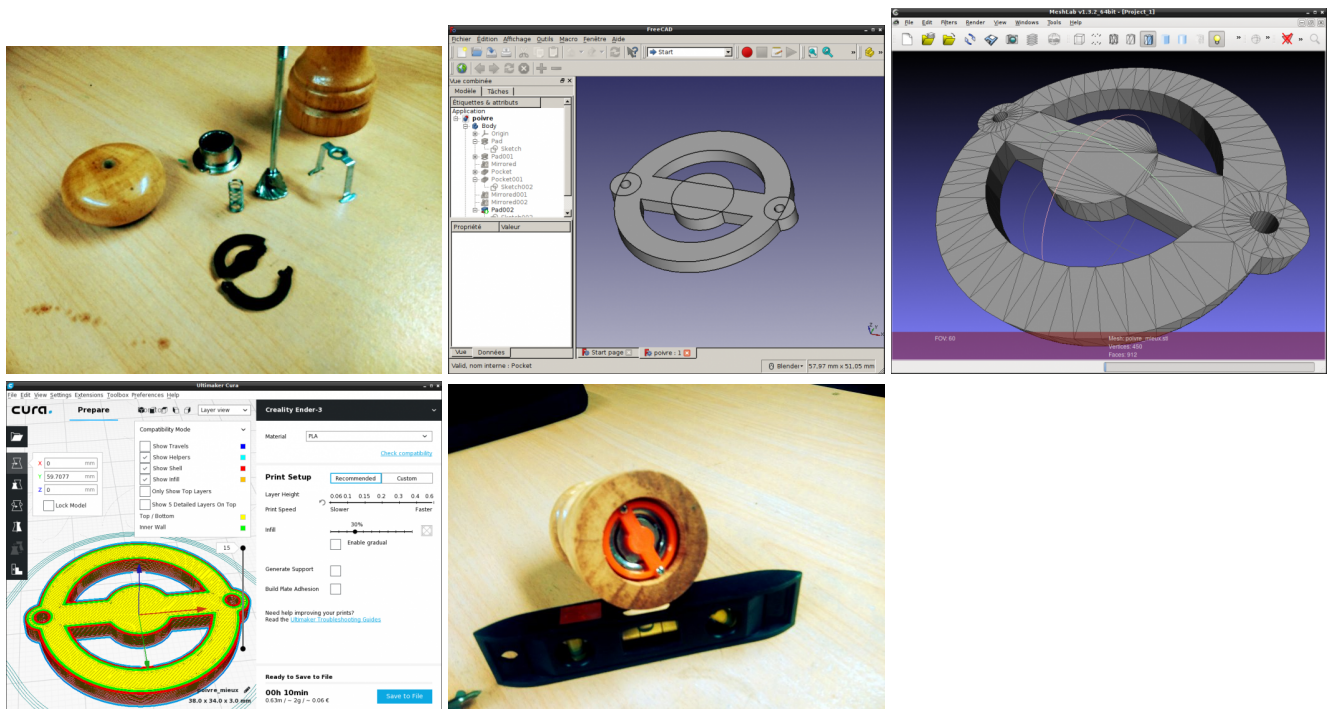 FreeCAD
Fichier Édition Affichage Outils Macro Fenêtre Aide
Start
Vue combinée
Modèle Tâches
Étiquettes & attributs
Application
poivre
Body
Origin
Pad
Sketch
Pad001
Mirrored
Pocket
Pocket001
Sketch002
Mirrored001
Mirrored002
Pad002
Propriété Valeur
Vue Données
Start page
poivre : 1
Valid, nom interne : Pocket
Blender
57,97 mm x 51,05 mm
MeshLab v1.3.2_64bit - [Project_1]
File Edit Filters Render View Windows Tools Help
FOV: 60
Mesh: poivre_mieux.stl
Vertices: 450
Faces: 912
Ultimaker Cura
File Edit View Settings Extensions Toolbox Preferences Help
cura.
Prepare
Layer view
X 0 mm
Y 59.7077 mm
Z 0 mm
Lock Model
Compatibility Mode
Show Travels
Show Helpers
Show Shell
Show Infill
Only Show Top Layers
Show 5 Detailed Layers On Top
Top / Bottom
Inner Wall
15
poivre_mieux
38.0 x 34.0 x 3.0 mm
Creality Ender-3
Material PLA
Check compatibility
Print Setup Recommended Custom
Layer Height 0.06 0.1 0.15 0.2 0.3 0.4 0.6
Print Speed Slower Faster
Infill 30%
Enable gradual
Generate Support
Build Plate Adhesion
Need help improving your prints?
Read the Ultimaker Troubleshooting Guides
Ready to Save to File
00h 10min
0.63m / ~ 2g / ~ 0.06 €
Save to File